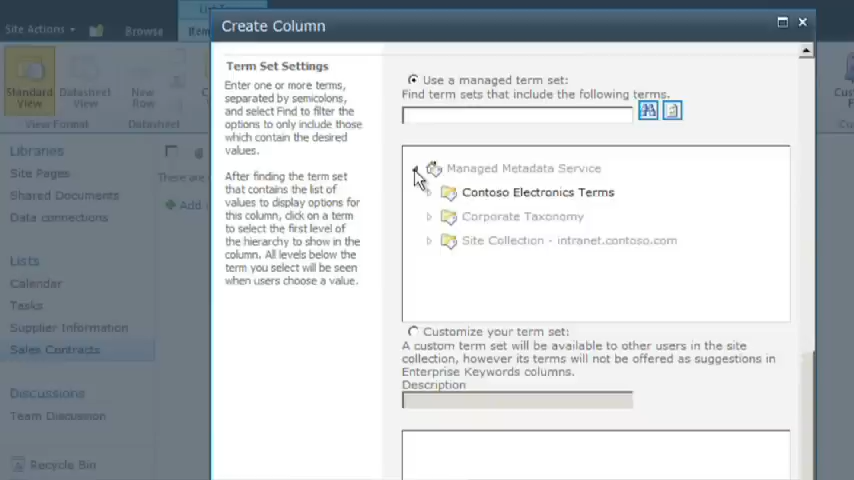 Site Actions
Browse
Create Column
Standard
View
Datasheet
View
New
Row
View Format
Datasheet
Libraries
Site Pages
Shared Documents
Data connections
Lists
Calendar
Tasks
Supplier Information
Sales Contracts
Discussions
Team Discussion
Recycle Bin
There are
Add
Term Set Settings
Enter one or more terms,
separated by semicolons,
and select Find to filter the
options to only include those
which contain the desired
values.
After finding the term set
that contains the list of
values to display options for
this column, click on a term
to select the first level of
the hierarchy to show in the
column. All levels below the
term you select will be seen
when users choose a value.
Use a managed term set:
Find term sets that include the following terms.
Managed Metadata Service
Contoso Electronics Terms
Corporate Taxonomy
Site Collection - intranet.contoso.com
Customize your term set:
A custom term set will be available to other users in the site
collection, however its terms will not be offered as suggestions in
Enterprise Keywords columns.
Description